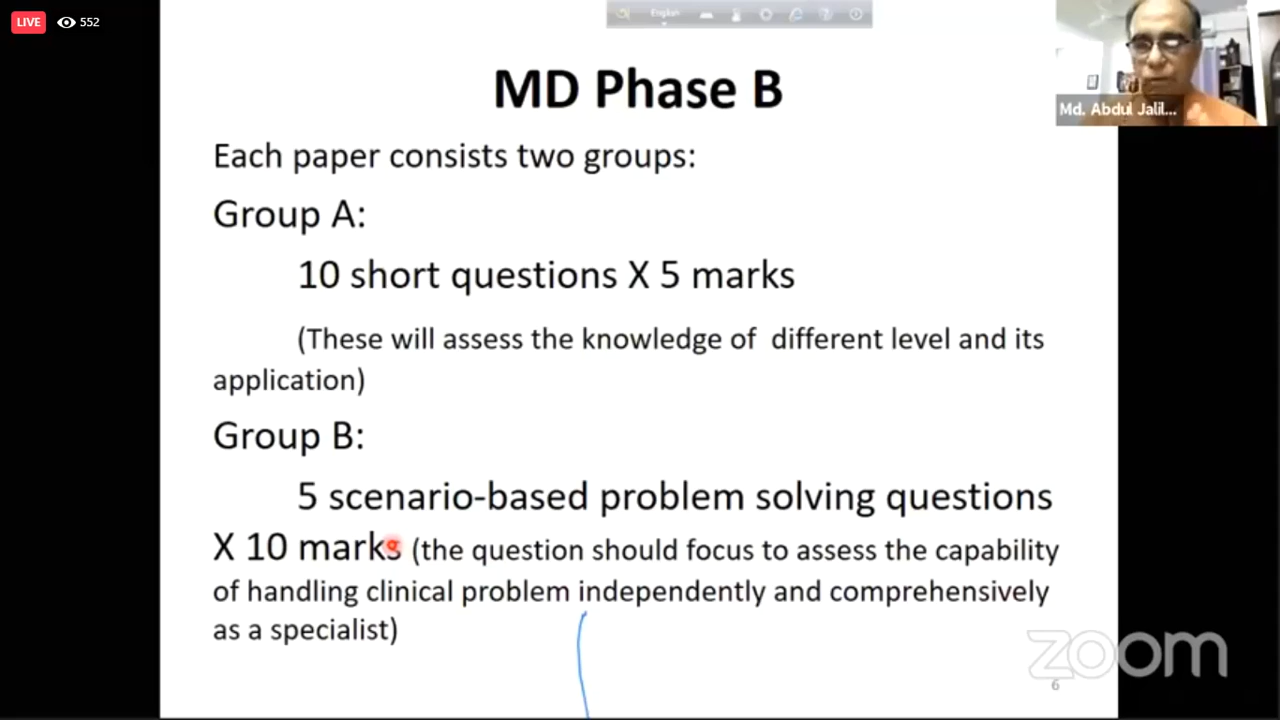 LIVE 552
English
Md. Abdul Jalil...
MD Phase B
Each paper consists two groups:
Group A:
10 short questions X 5 marks
(These will assess the knowledge of different level and its
application)
Group B:
5 scenario-based problem solving questions
X 10 marks (the question should focus to assess the capability
of handling clinical problem independently and comprehensively
as a specialist)
zoom
6